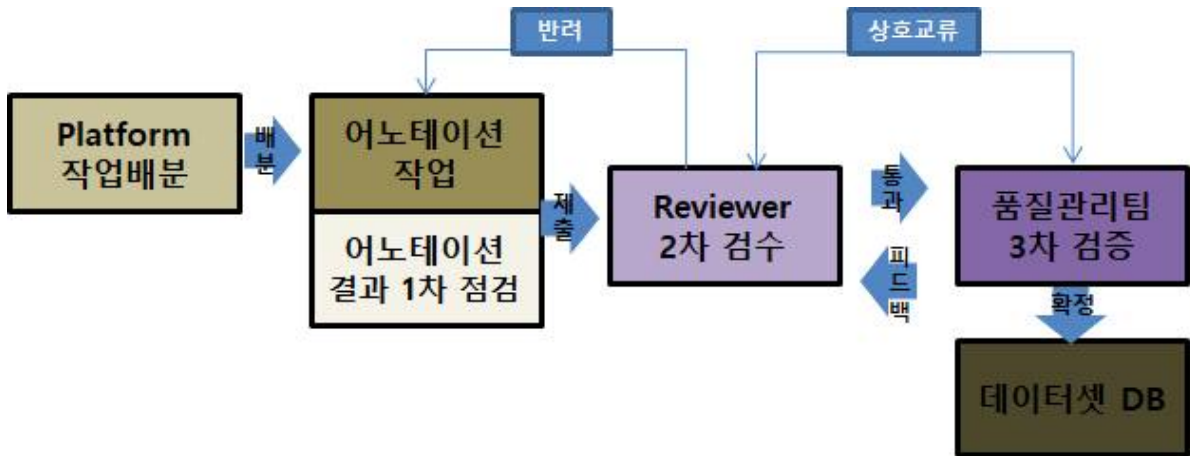 반려
상호교류
Platform
작업배분
배분
어노테이션
작업
어노테이션
결과 1차 점검
제출
Reviewer
2차 검수
통과
피드백
품질관리팀
3차 검증
확정
데이터셋 DB